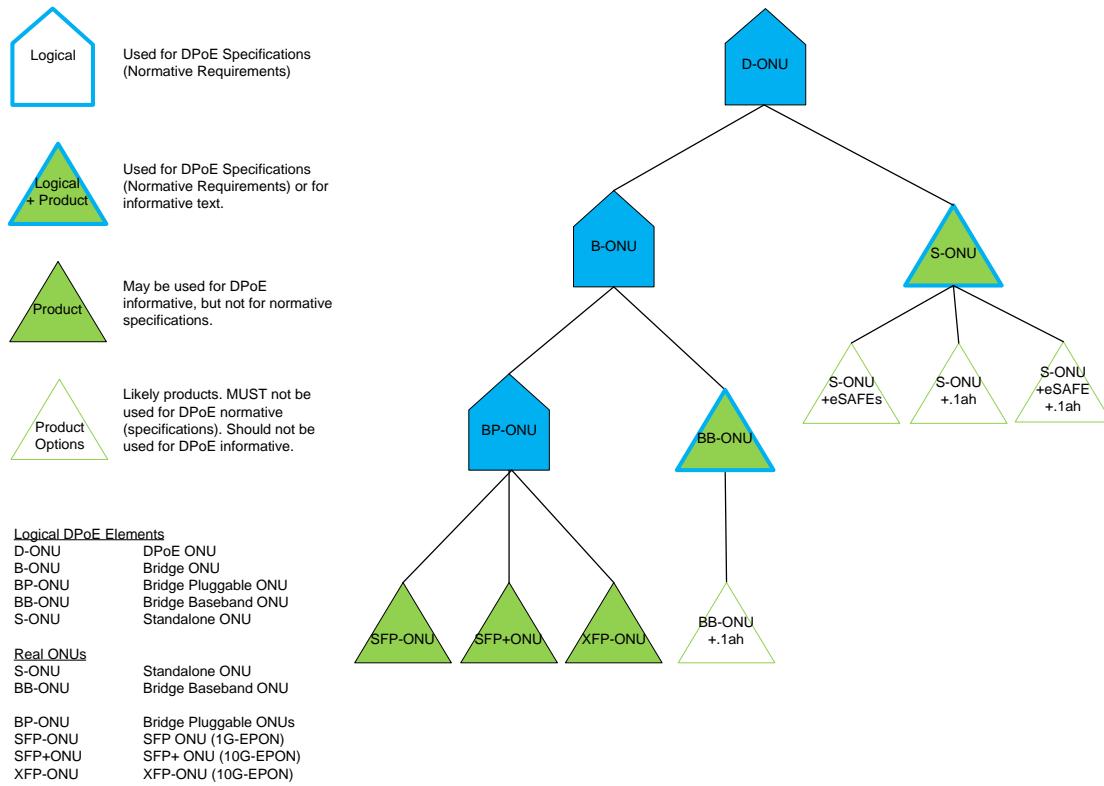 Logical
Used for DPoE Specifications
(Normative Requirements)
Logical
+ Product
Used for DPoE Specifications
(Normative Requirements) or for
informative text.
Product
May be used for DPoE
informative, but not for normative
specifications.
Product
Options
Likely products. MUST not be
used for DPoE normative
(specifications). Should not be
used for DPoE informative.
D-ONU
B-ONU
S-ONU
S-ONU
+eSAFEs
S-ONU
+.1ah
S-ONU
+eSAFE
+.1ah
BP-ONU
BB-ONU
SFP-ONU
SFP+ONU
XFP-ONU
BB-ONU
+.1ah
Logical DPoE Elements
D-ONU DPoE ONU
B-ONU Bridge ONU
BP-ONU Bridge Pluggable ONU
BB-ONU Bridge Baseband ONU
S-ONU Standalone ONU
Real ONUs
S-ONU Standalone ONU
BB-ONU Bridge Baseband ONU
BP-ONU Bridge Pluggable ONUs
SFP-ONU SFP ONU (1G-EPON)
SFP+ONU SFP+ ONU (10G-EPON)
XFP-ONU XFP-ONU (10G-EPON)